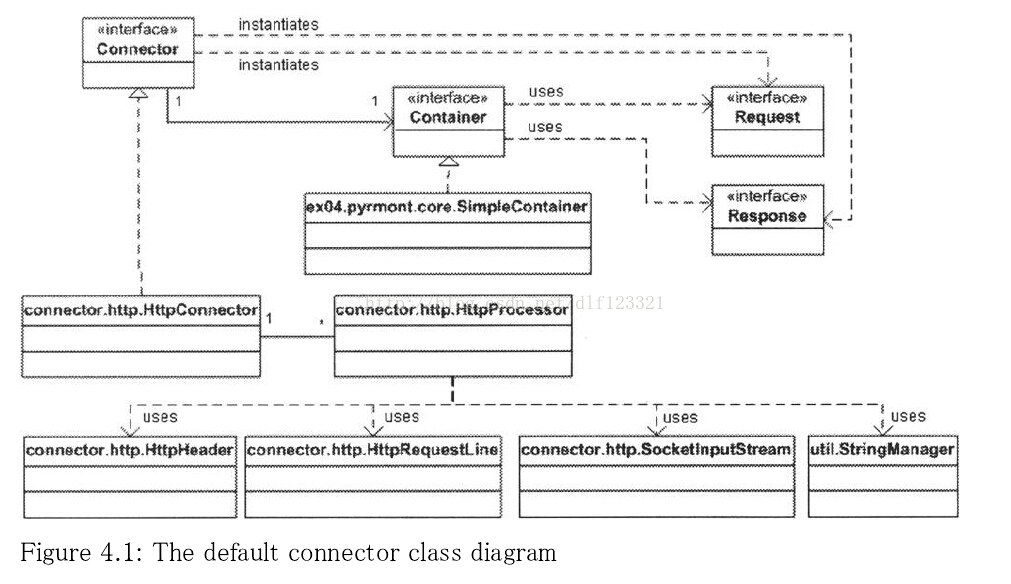 «interface»
Connector
instantiates
instantiates
1
1
«interface»
Container
uses
uses
«interface»
Request
«interface»
Response
ex04.pyrmont.core.SimpleContainer
http://blog.csdn.net/dlf123321
connector.http.HttpConnector
1
*
connector.http.HttpProcessor
uses
uses
uses
uses
connector.http.HttpHeader
connector.http.HttpRequestLine
connector.http.SocketInputStream
util.StringManager
Figure 4.1: The default connector class diagram